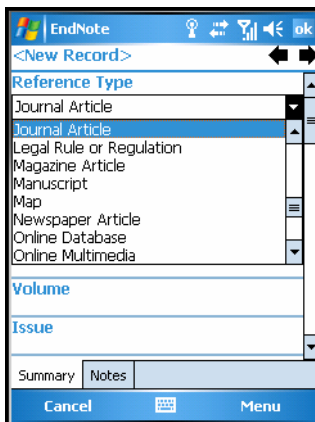 EndNote ok
<New Record>
Reference Type
Journal Article
Journal Article
Legal Rule or Regulation
Magazine Article
Manuscript
Map
Newspaper Article
Online Database
Online Multimedia
Volume
Issue
Summary Notes
Cancel Menu